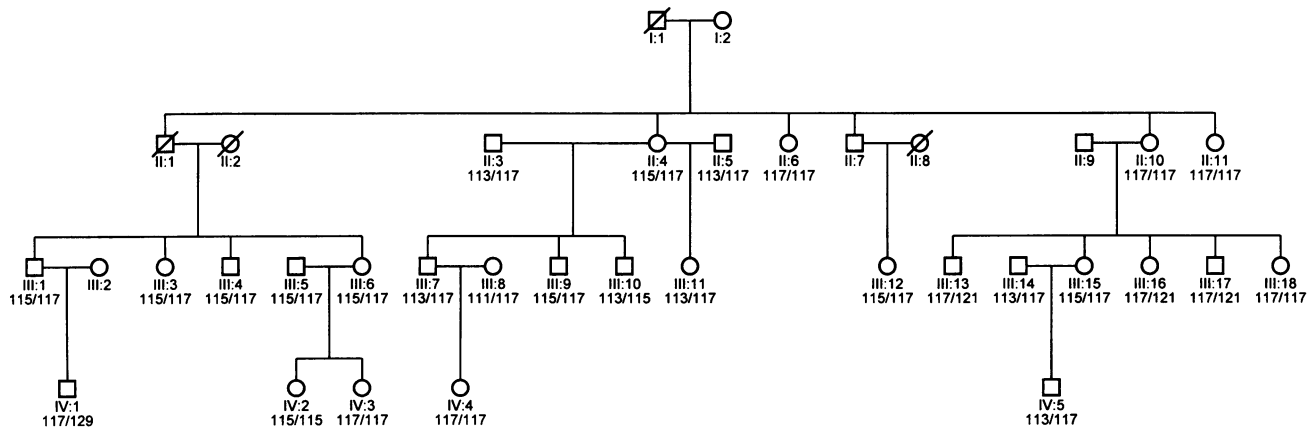 I:1 I:2
II:1 II:2 II:3 II:4 II:5 II:6 II:7 II:8 II:9 II:10 II:11
113/117 115/117 113/117 117/117 117/117 117/117
III:1 III:2 III:3 III:4 III:5 III:6 III:7 III:8 III:9 III:10 III:11 III:12 III:13 III:14 III:15 III:16 III:17 III:18
115/117 115/117 115/117 115/117 115/117 113/117 111/117 115/117 113/115 113/117 115/117 117/121 113/117 115/117 117/121 117/121 117/117
IV:1 IV:2 IV:3 IV:4 IV:5
117/129 115/115 117/117 117/117 113/117